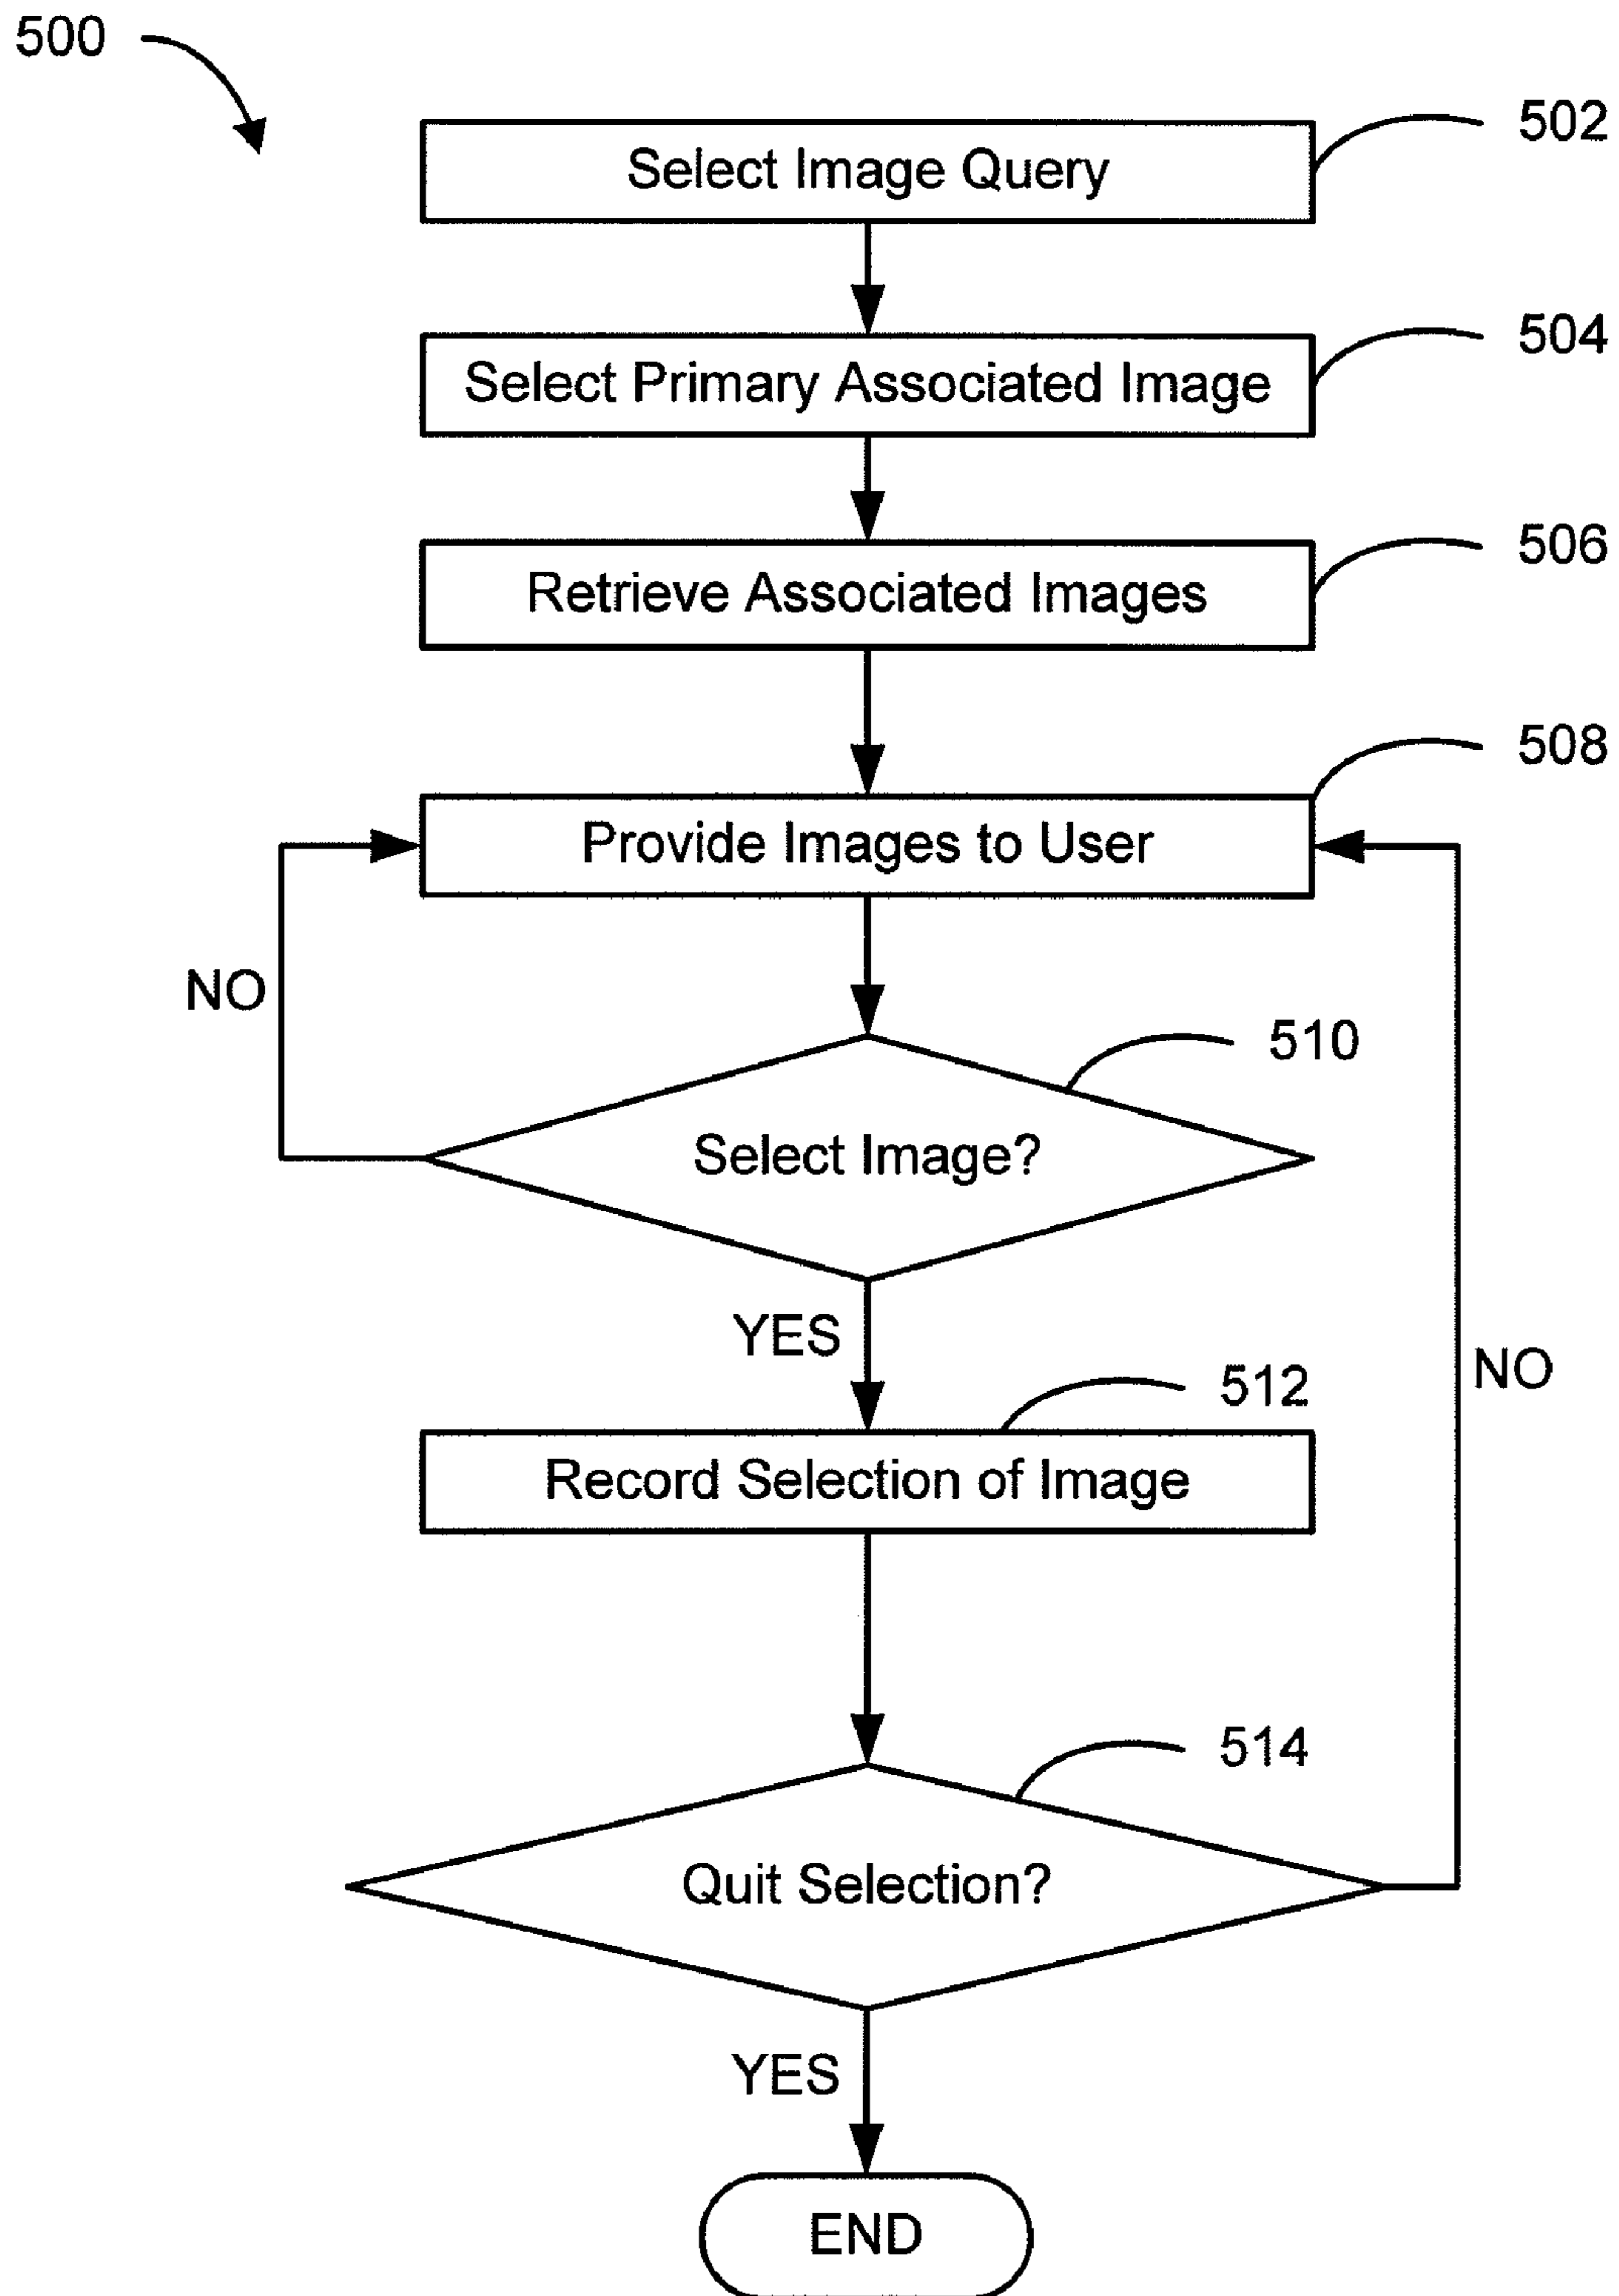 500
502
Select Image Query
504
Select Primary Associated Image
506
Retrieve Associated Images
508
Provide Images to User
NO
510
Select Image?
YES
512
NO
Record Selection of Image
514
Quit Selection?
YES
END